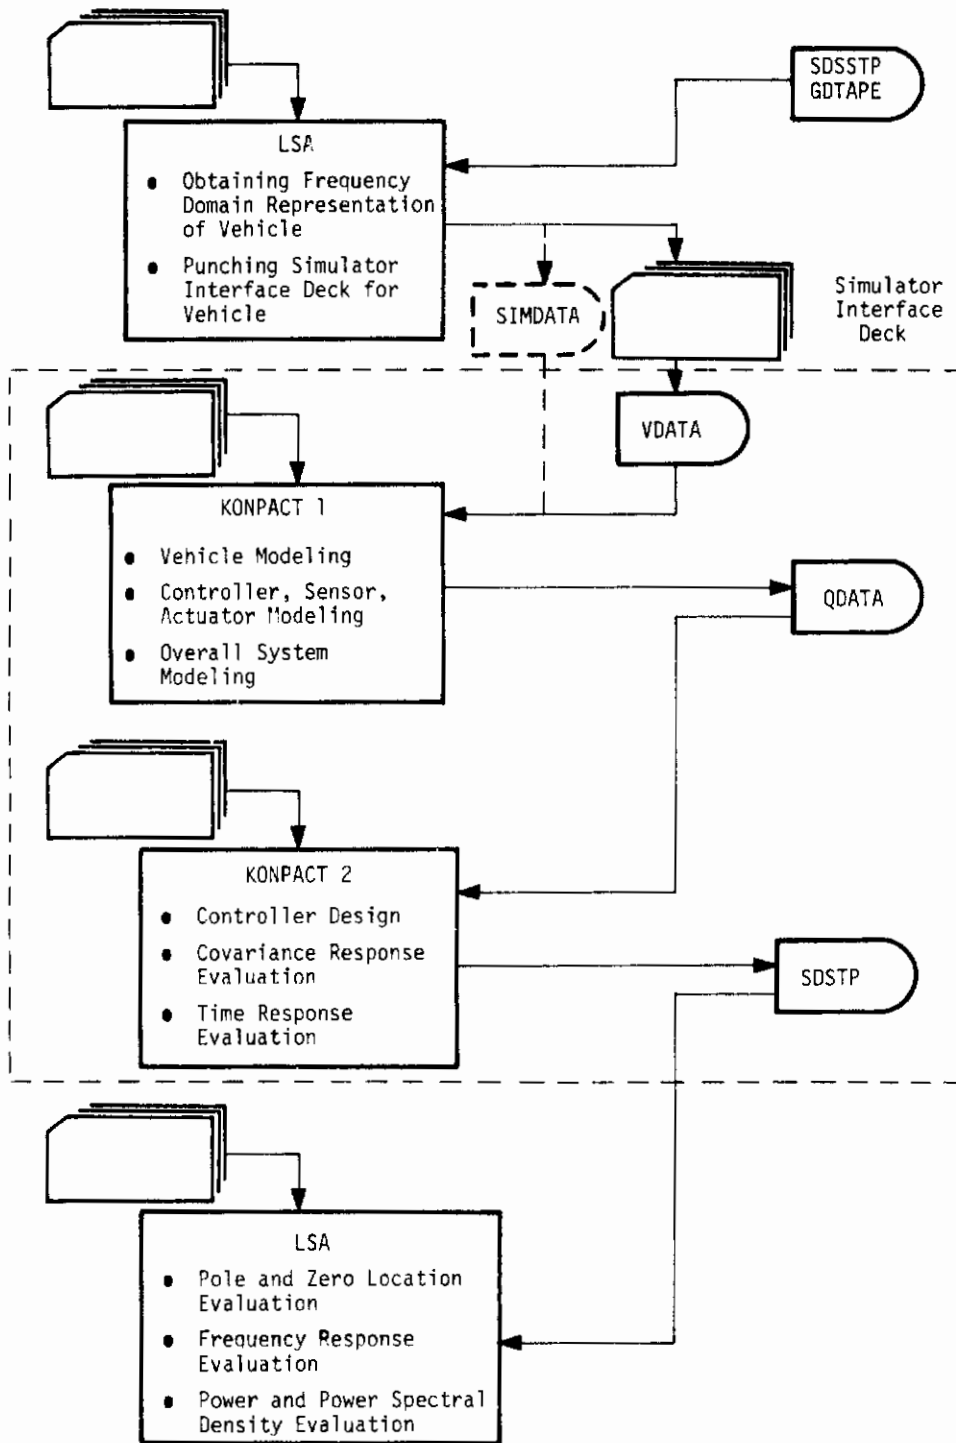 SDSSTP
GDTAPE
LSA
● Obtaining Frequency
Domain Representation
of Vehicle
● Punching Simulator
Interface Deck for
Vehicle
SIMDATA
Simulator
Interface
Deck
VDATA
KONPACT 1
● Vehicle Modeling
● Controller, Sensor,
Actuator Modeling
● Overall System
Modeling
QDATA
KONPACT 2
● Controller Design
● Covariance Response
Evaluation
● Time Response
Evaluation
SDSTP
LSA
● Pole and Zero Location
Evaluation
● Frequency Response
Evaluation
● Power and Power Spectral
Density Evaluation